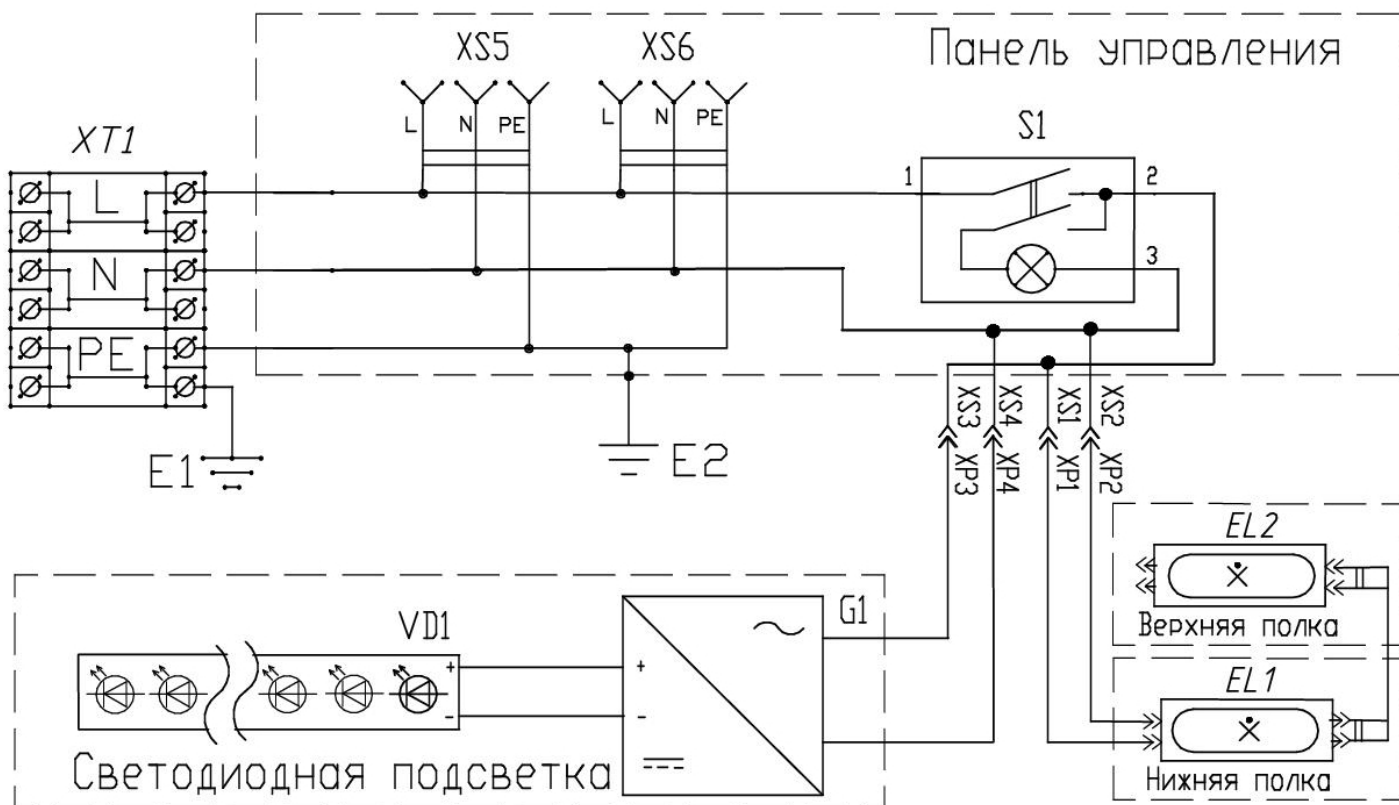 Панель управления
XS5
XS6
L N PE
L N PE
S1
1
2
3
XT1
L
N
PE
E1
E2
XS3
XS4
XS1
XS2
XP3
XP4
XP1
XP2
EL2
Верхняя полка
EL1
Нижняя полка
VD1
+
-
G1
+
-
Светодиодная подсветка